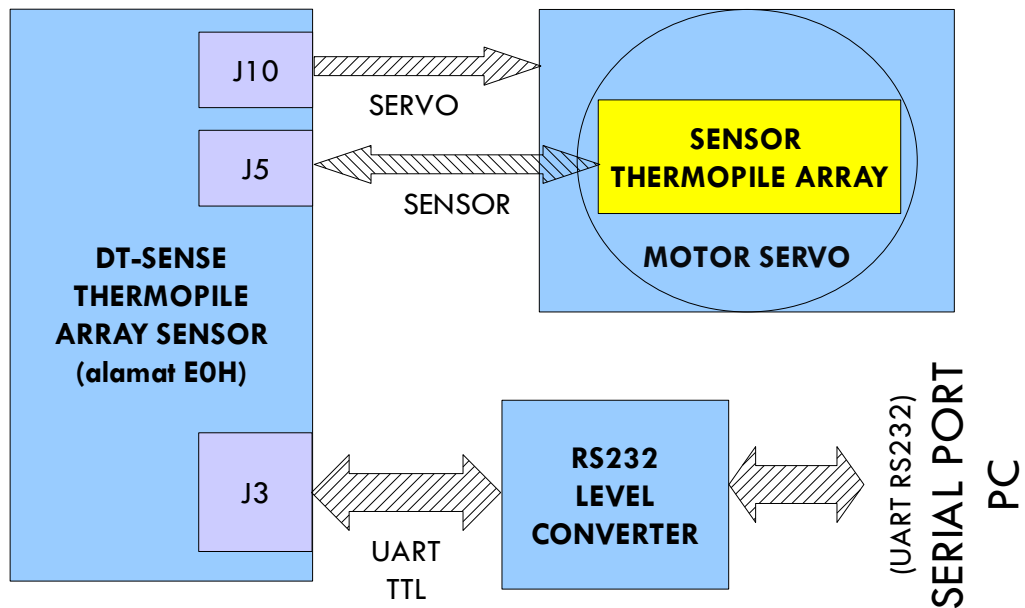 J10
SERVO
J5
SENSOR
SENSOR
THERMOPILE ARRAY
MOTOR SERVO
DT-SENSE
THERMOPILE
ARRAY SENSOR
(alamat E0H)
J3
UART
TTL
RS232
LEVEL
CONVERTER
(UART RS232)
SERIAL PORT
PC